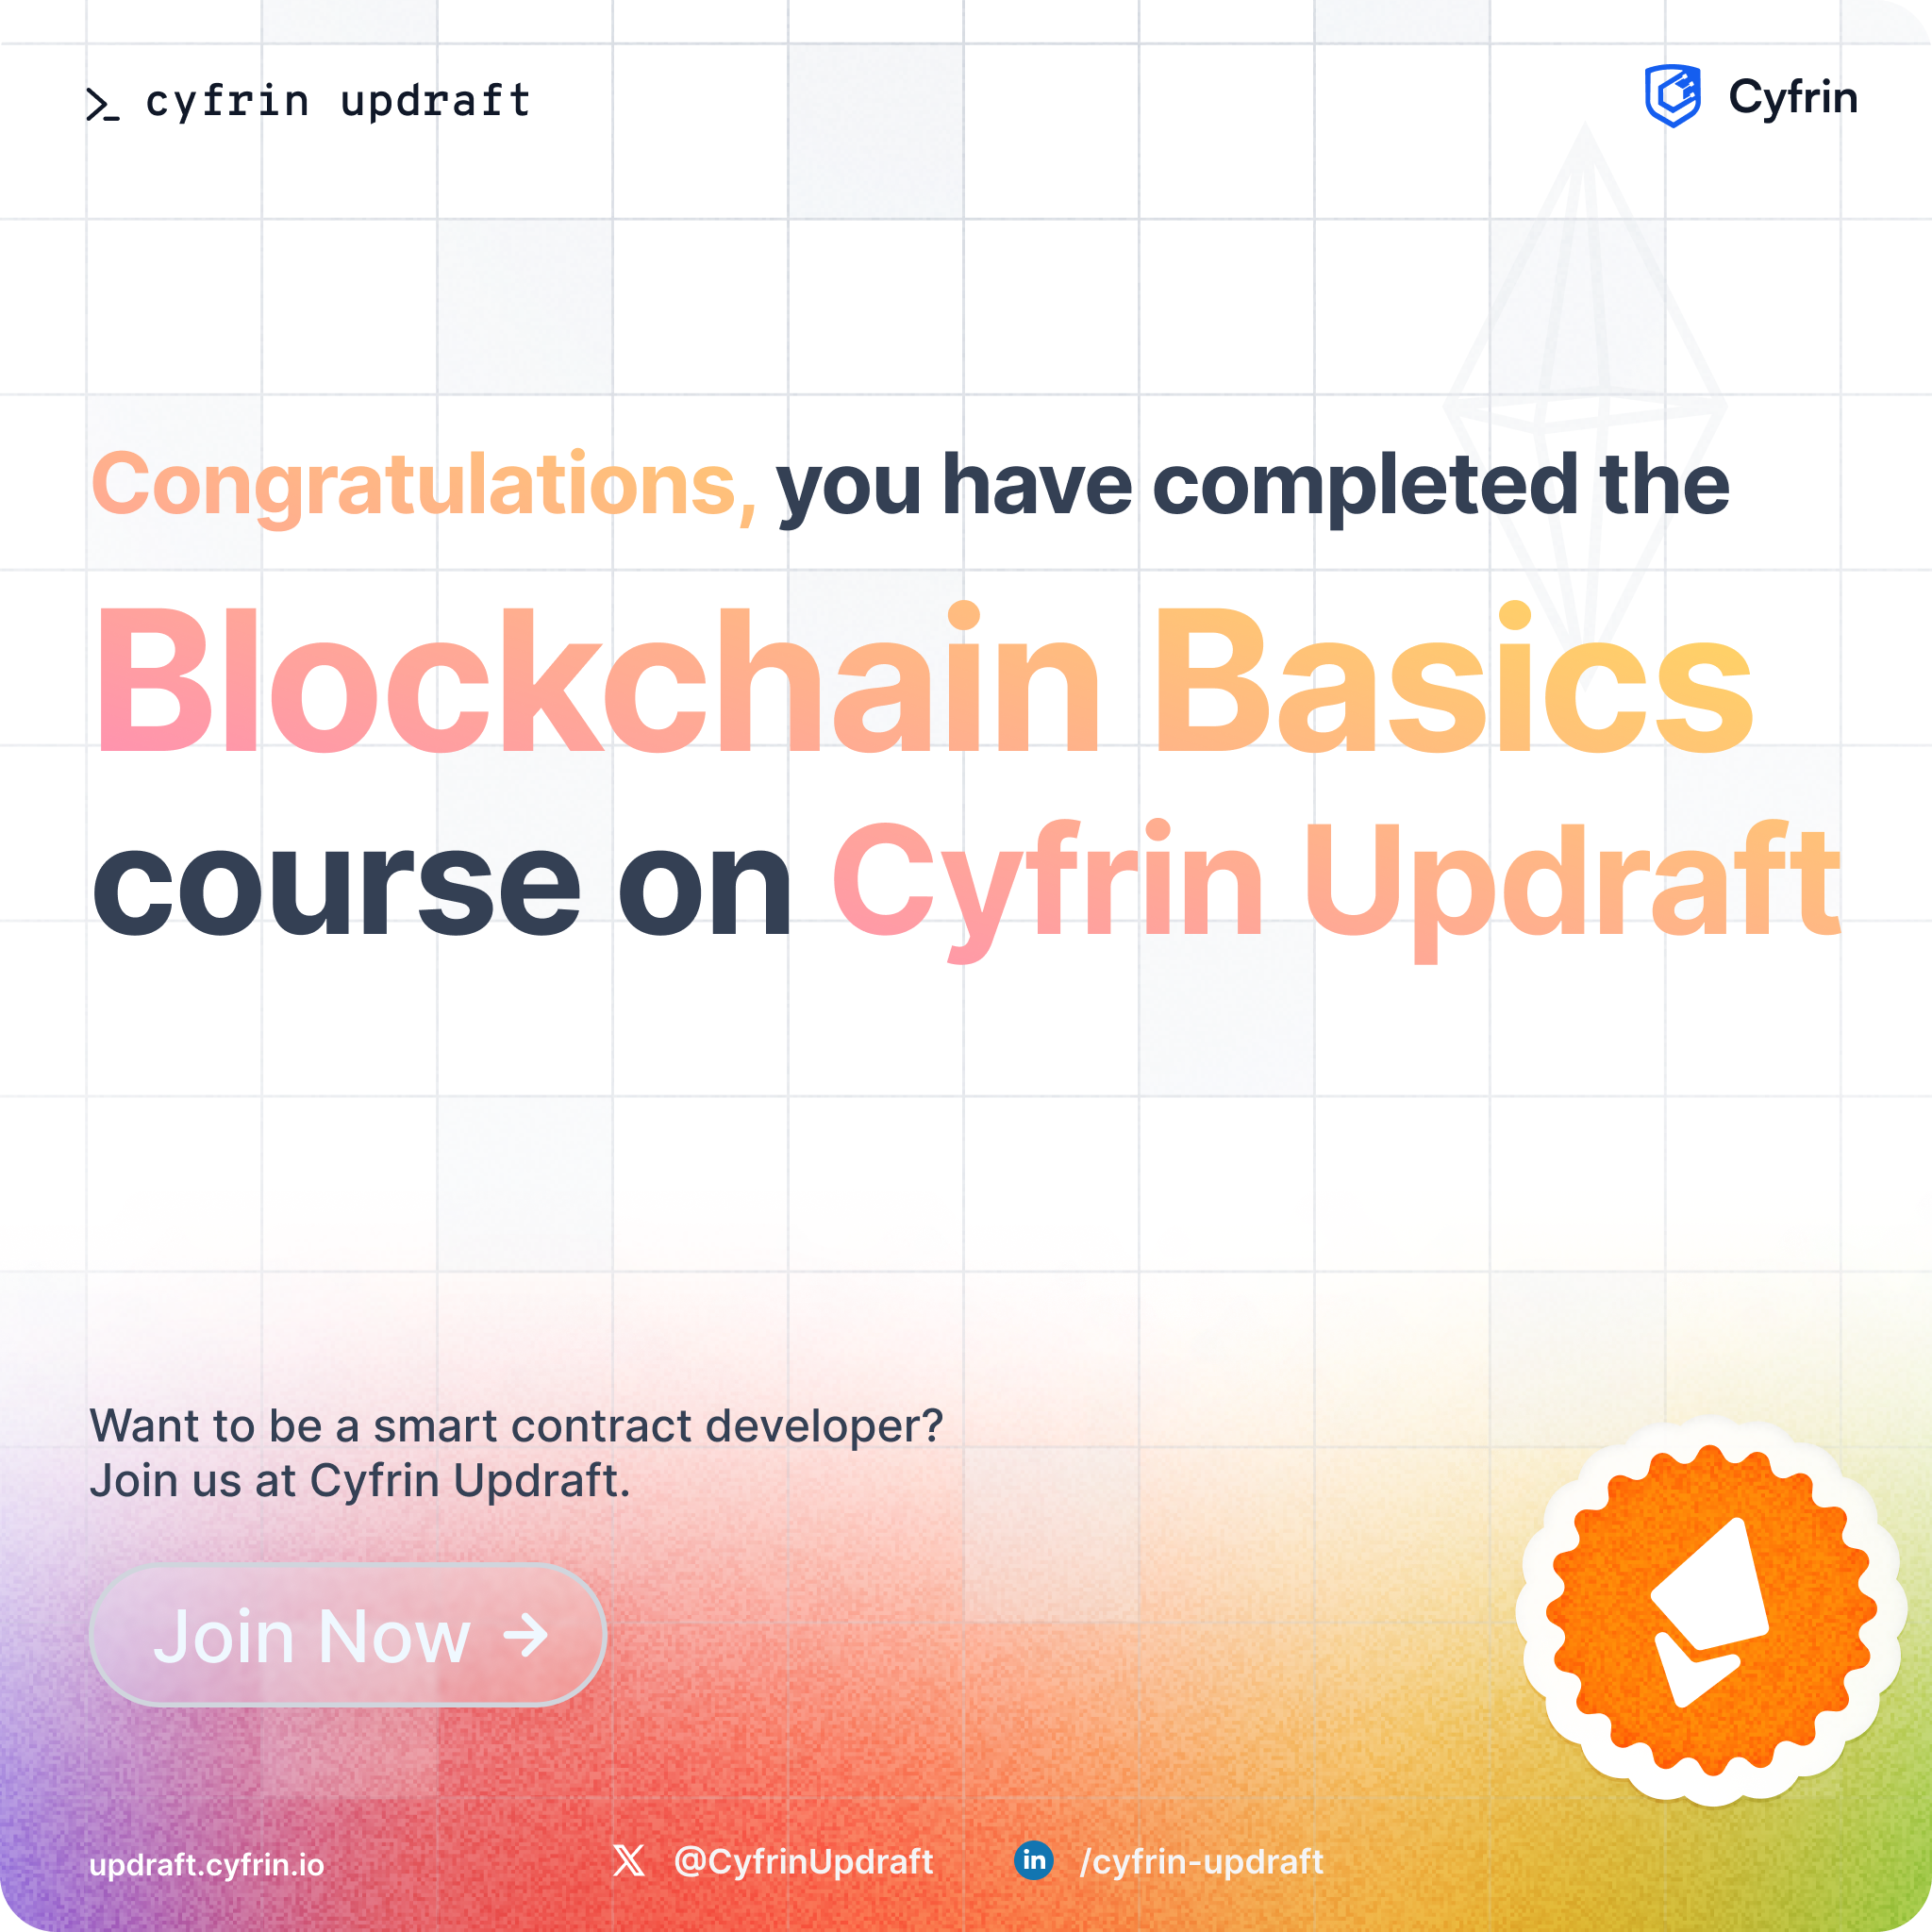 >_ cyfrin updraft
Cyfrin
Congratulations, you have completed the
Blockchain Basics
course on Cyfrin Updraft
Want to be a smart contract developer?
Join us at Cyfrin Updraft.
Join Now →
updraft.cyfrin.io
@CyfrinUpdraft
in /cyfrin-updraft